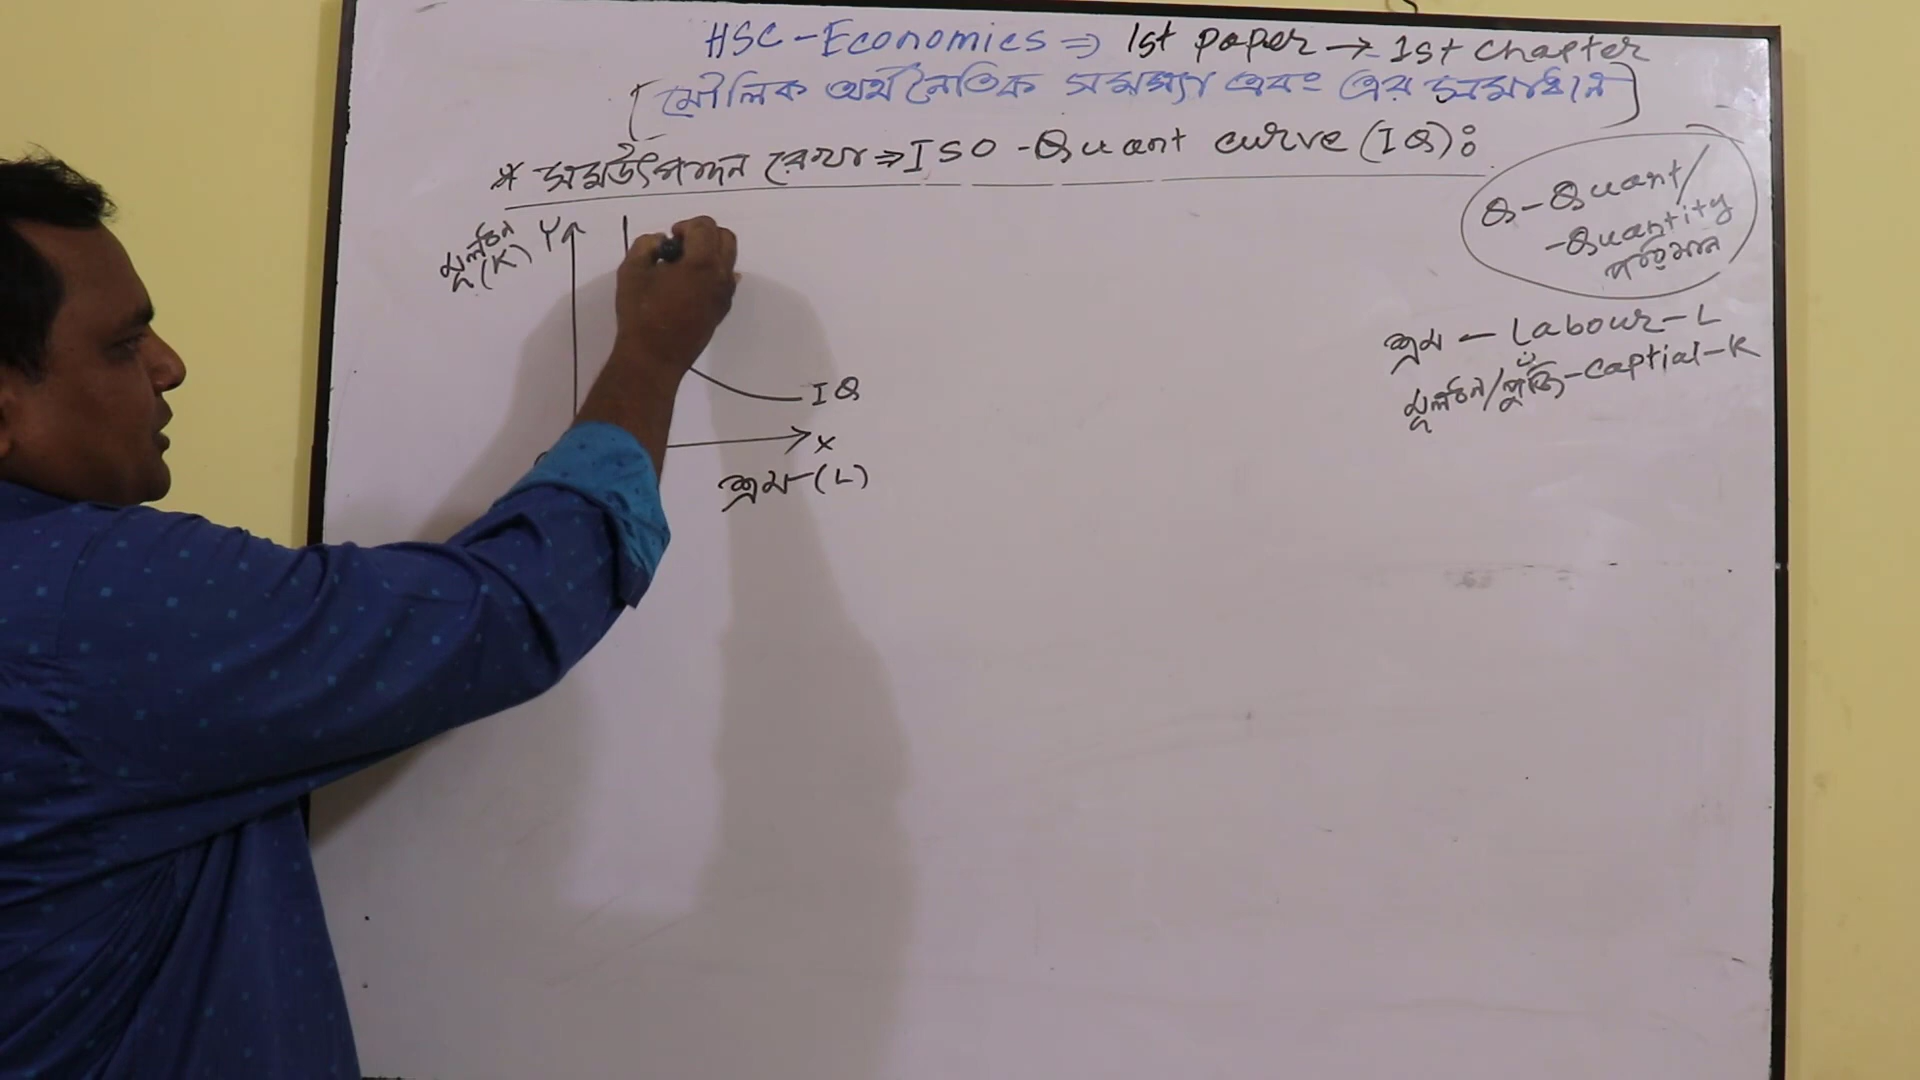 HSC-Economics ⇒ 1st paper → 1st chapter
(মৌলিক অর্থনৈতিক সমস্যা এবং এর সমাধান)
* সমউৎপাদন রেখা ⇒ ISO-Quant curve (IQ):
Q-Quant/
-Quantity
পরিমান
মূলধন
(K)
Y
শ্রম - Labour-L
মূলধন/পুঁজি-Captial-K
IQ
X
শ্রম-(L)